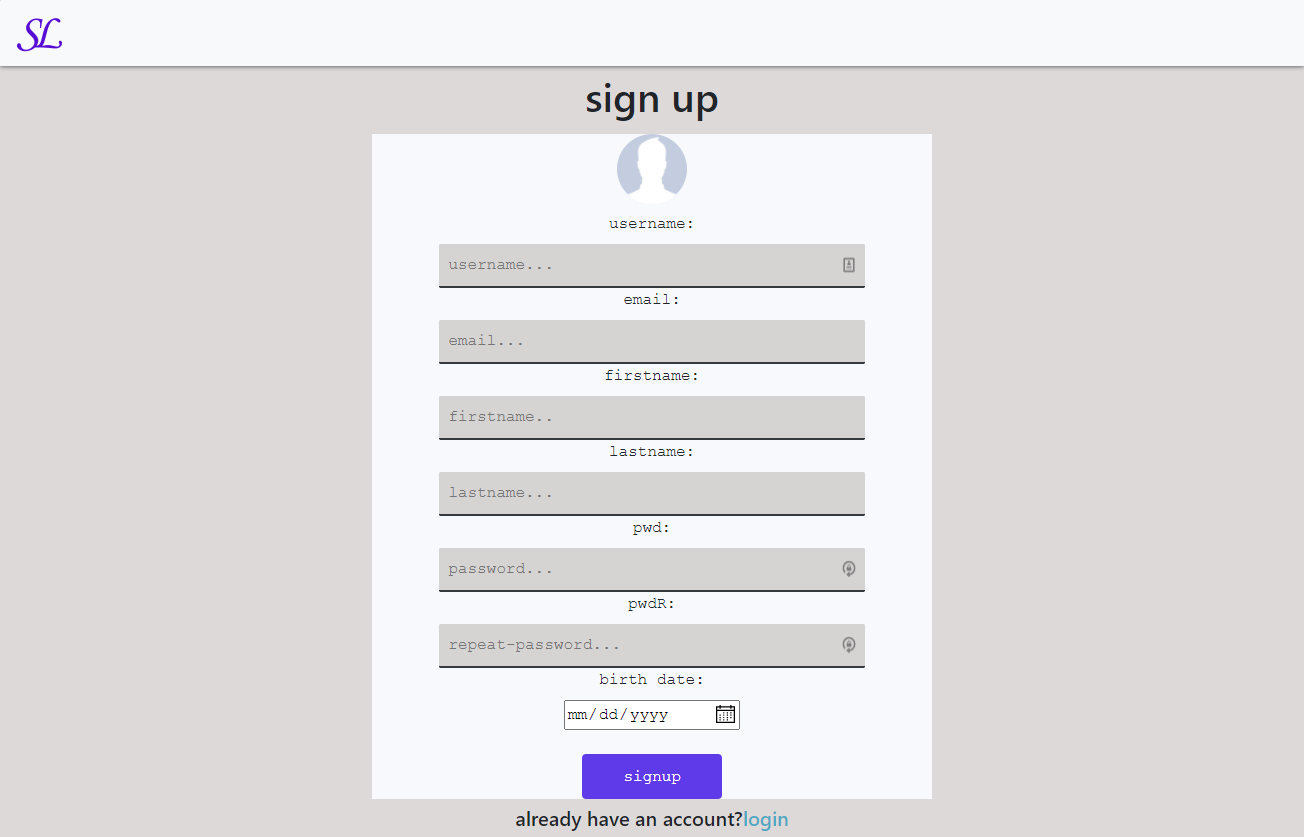 SL
sign up
username:
username...
email:
email...
firstname:
firstname..
lastname:
lastname...
pwd:
password...
pwdR:
repeat-password...
birth date:
mm/dd/yyyy
signup
already have an account?login